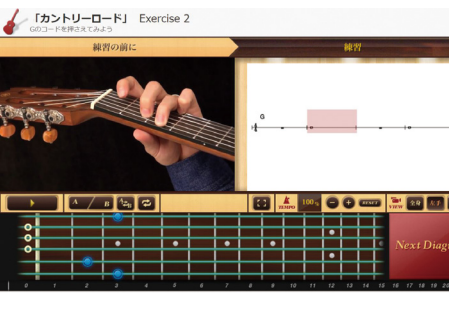 「カントリーロード」 Exercise 2
Gのコードを押さえてみよう
練習の前に
練習
G
A / B
TEMPO
100%
RESET
VIEW
全身
左手
Next Diag
0 1 2 3 4 5 6 7 8 9 10 11 12 13 14 15 16 17 18 19 20